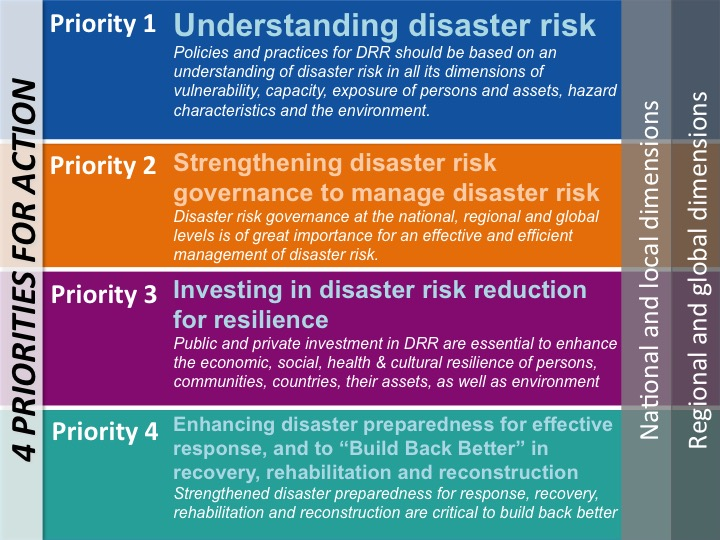 4 PRIORITIES FOR ACTION
Priority 1
Understanding disaster risk
Policies and practices for DRR should be based on an
understanding of disaster risk in all its dimensions of
vulnerability, capacity, exposure of persons and assets, hazard
characteristics and the environment.
Priority 2
Strengthening disaster risk
governance to manage disaster risk
Disaster risk governance at the national, regional and global
levels is of great importance for an effective and efficient
management of disaster risk.
Priority 3
Investing in disaster risk reduction
for resilience
Public and private investment in DRR are essential to enhance
the economic, social, health & cultural resilience of persons,
communities, countries, their assets, as well as environment
Priority 4
Enhancing disaster preparedness for effective
response, and to “Build Back Better” in
recovery, rehabilitation and reconstruction
Strengthened disaster preparedness for response, recovery,
rehabilitation and reconstruction are critical to build back better
National and local dimensions
Regional and global dimensions